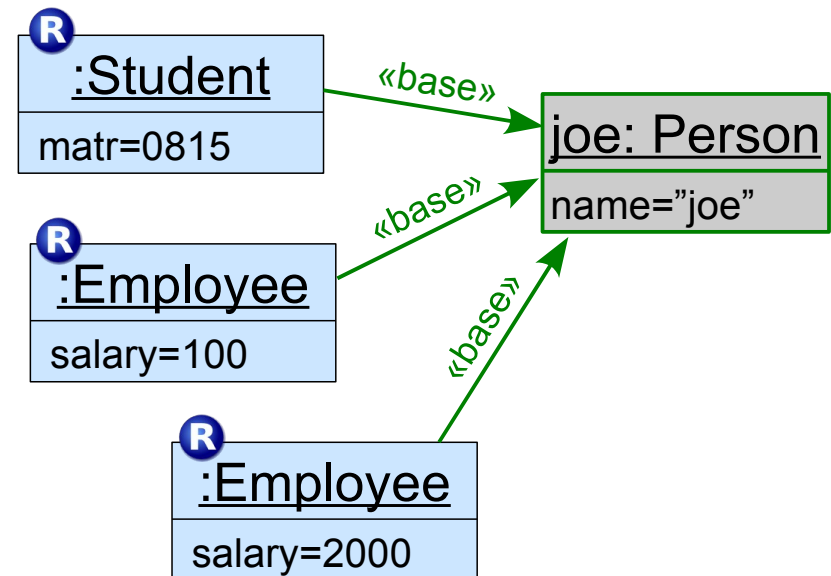 R
:Student
matr=0815
«base»
joe: Person
name=”joe”
«base»
R
:Employee
salary=100
«base»
R
:Employee
salary=2000